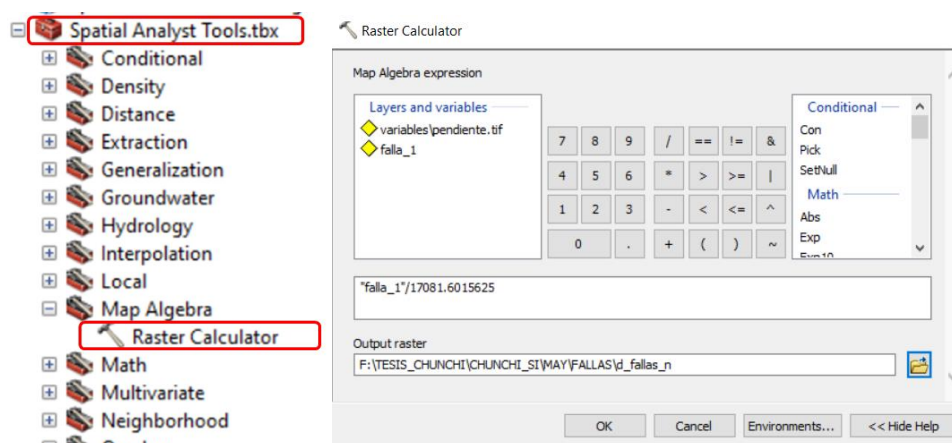 Spatial Analyst Tools.tbx
Conditional
Density
Distance
Extraction
Generalization
Groundwater
Hydrology
Interpolation
Local
Map Algebra
Raster Calculator
Math
Multivariate
Neighborhood
Raster Calculator
Map Algebra expression
Layers and variables
variables\pendiente.tif
falla_1
7 8 9 / == != &
4 5 6 * > >= |
1 2 3 - < <= ^
0 . + ( ) ~
Conditional
Con
Pick
SetNull
Math
Abs
Exp
Exp10
"falla_1"/17081.6015625
Output raster
F:\TESIS_CHUNCHI\CHUNCHI_SI\MAY\FALLAS\d_fallas_n
OK Cancel Environments... << Hide Help